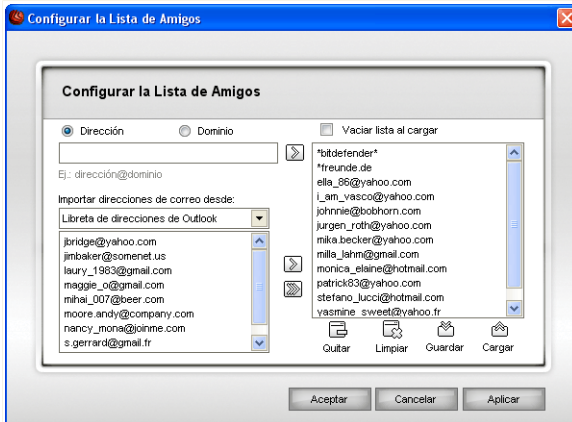 Configurar la Lista de Amigos
Configurar la Lista de Amigos
Dirección
Dominio
Vaciar lista al cargar
Ej.: dirección@dominio
Importar direcciones de correo desde:
Libreta de direcciones de Outlook
jbridge@yahoo.com
jimbaker@somenet.us
laury_1983@gmail.com
maggie_o@gmail.com
mihai_007@beer.com
moore.andy@company.com
nancy_mona@joinme.com
s.gerrard@gmail.fr
*bitdefender*
*freunde.de
ella_86@yahoo.com
i_am_vasco@yahoo.com
johnnie@bobhorn.com
jurgen_roth@yahoo.com
mika.becker@yahoo.com
milla_lahm@gmail.com
monica_elaine@hotmail.com
patrick83@yahoo.com
stefano_lucci@hotmail.com
yasmine_sweet@yahoo.fr
Quitar
Limpiar
Guardar
Cargar
Aceptar
Cancelar
Aplicar